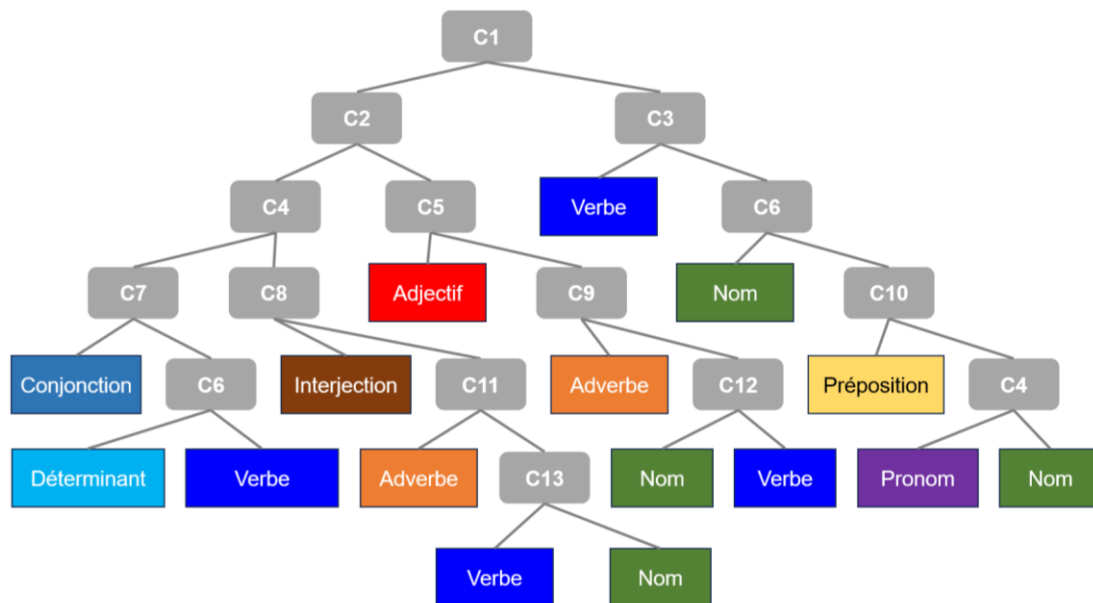 C1
C2 C3
C4 C5 Verbe C6
C7 C8 Adjectif C9 Nom C10
Conjonction C6 Interjection C11 Adverbe C12 Préposition C4
Déterminant Verbe Adverbe C13 Nom Verbe Pronom Nom
Verbe Nom